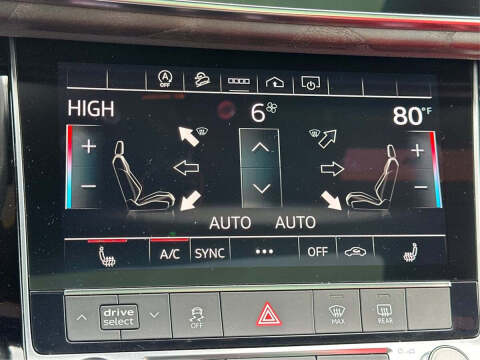 OFF
HIGH 6 80°F
+ +
− −
AUTO AUTO
A/C SYNC ••• OFF
drive
select
OFF
MAX
REAR